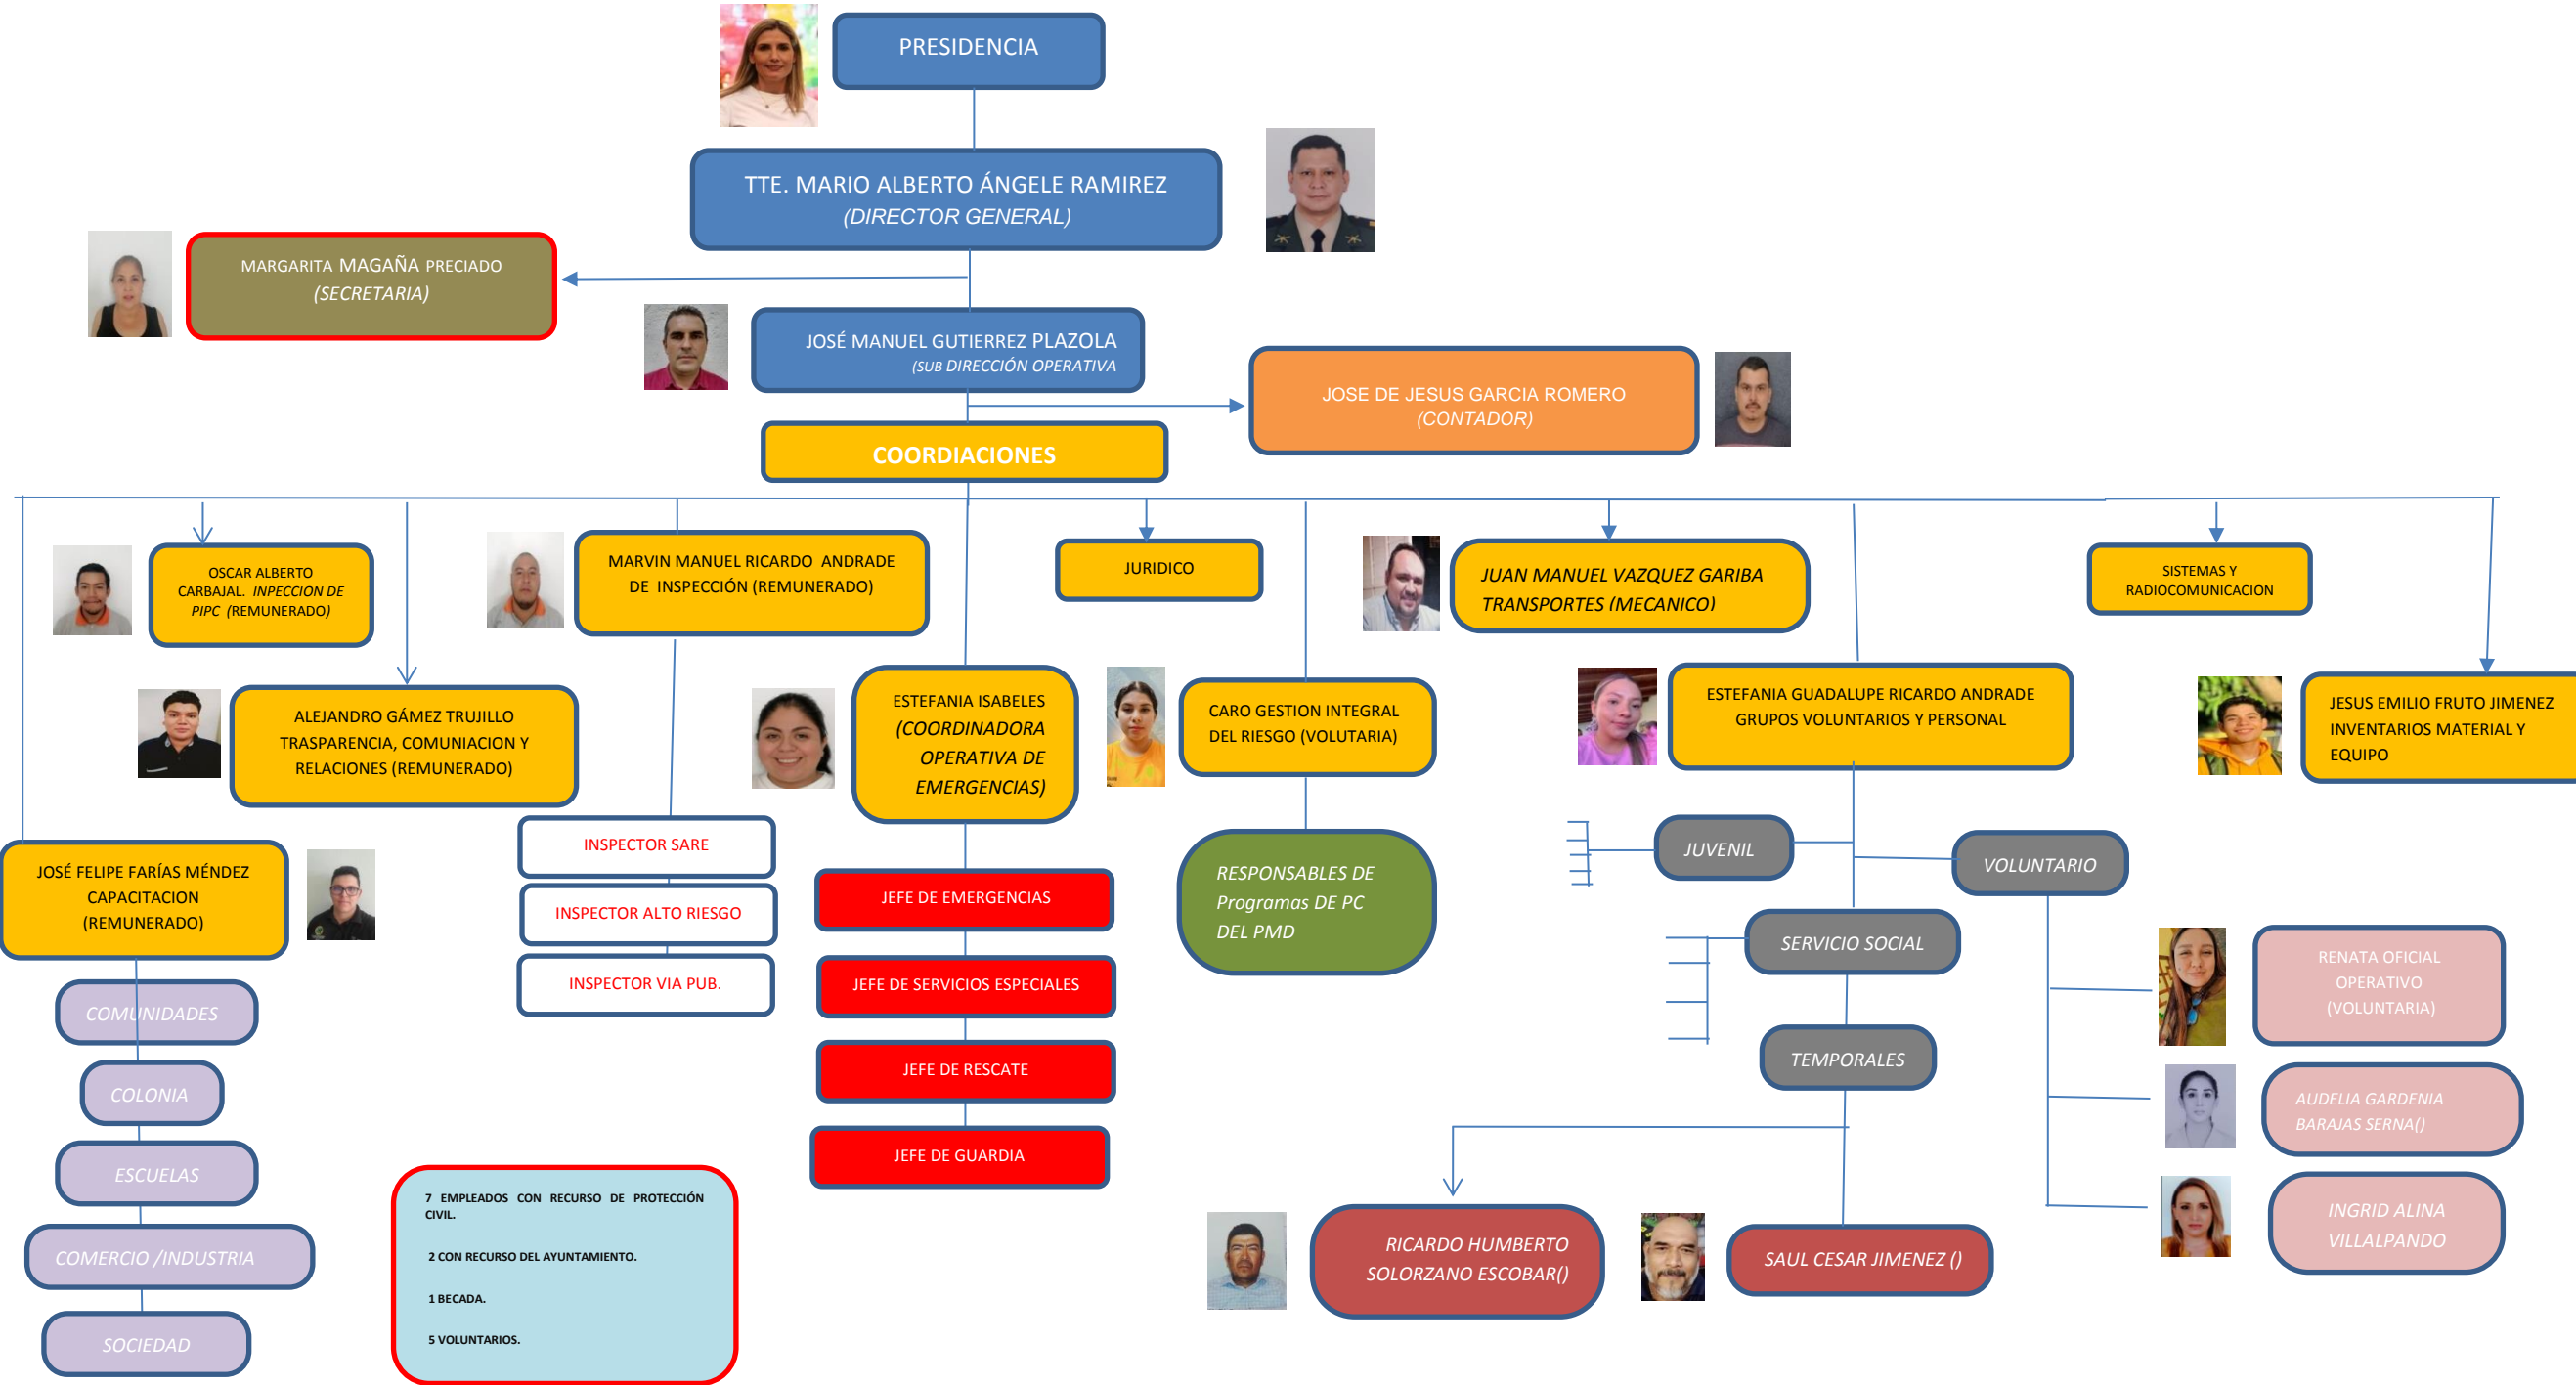 PRESIDENCIA
TTE. MARIO ALBERTO ÁNGELE RAMIREZ
(DIRECTOR GENERAL)
MARGARITA MAGAÑA PRECIADO
(SECRETARIA)
JOSÉ MANUEL GUTIERREZ PLAZOLA
(SUB DIRECCIÓN OPERATIVA
JOSE DE JESUS GARCIA ROMERO
(CONTADOR)
COORDIACIONES
OSCAR ALBERTO
CARBAJAL. INPECCION DE
PIPC (REMUNERADO)
MARVIN MANUEL RICARDO ANDRADE
DE INSPECCIÓN (REMUNERADO)
JURIDICO
JUAN MANUEL VAZQUEZ GARIBA
TRANSPORTES (MECANICO)
SISTEMAS Y
RADIOCOMUNICACION
ALEJANDRO GÁMEZ TRUJILLO
TRASPARENCIA, COMUNIACION Y
RELACIONES (REMUNERADO)
ESTEFANIA ISABELES
(COORDINADORA
OPERATIVA DE
EMERGENCIAS)
CARO GESTION INTEGRAL
DEL RIESGO (VOLUTARIA)
ESTEFANIA GUADALUPE RICARDO ANDRADE
GRUPOS VOLUNTARIOS Y PERSONAL
JESUS EMILIO FRUTO JIMENEZ
INVENTARIOS MATERIAL Y
EQUIPO
JOSÉ FELIPE FARÍAS MÉNDEZ
CAPACITACION
(REMUNERADO)
INSPECTOR SARE
INSPECTOR ALTO RIESGO
INSPECTOR VIA PUB.
JEFE DE EMERGENCIAS
JEFE DE SERVICIOS ESPECIALES
JEFE DE RESCATE
JEFE DE GUARDIA
RESPONSABLES DE
Programas DE PC
DEL PMD
JUVENIL
VOLUNTARIO
SERVICIO SOCIAL
TEMPORALES
RENATA OFICIAL
OPERATIVO
(VOLUNTARIA)
AUDELIA GARDENIA
BARAJAS SERNA()
INGRID ALINA
VILLALPANDO
COMUNIDADES
COLONIA
ESCUELAS
COMERCIO /INDUSTRIA
SOCIEDAD
7 EMPLEADOS CON RECURSO DE PROTECCIÓN
CIVIL.
2 CON RECURSO DEL AYUNTAMIENTO.
1 BECADA.
5 VOLUNTARIOS.
RICARDO HUMBERTO
SOLORZANO ESCOBAR()
SAUL CESAR JIMENEZ ()